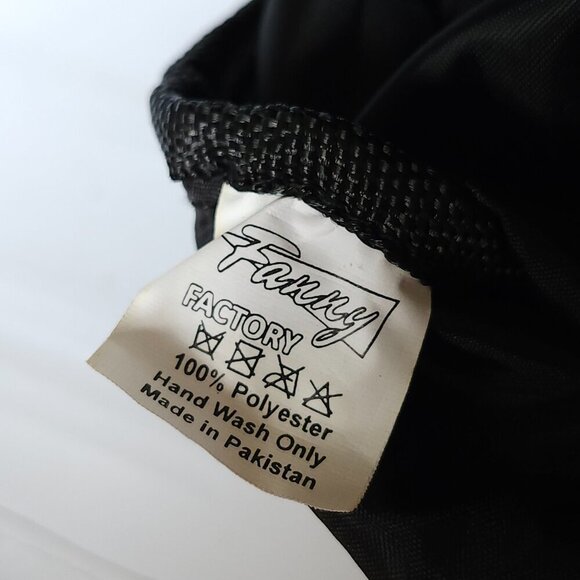 Fanny
FACTORY
100% Polyester
Hand Wash Only
Made in Pakistan